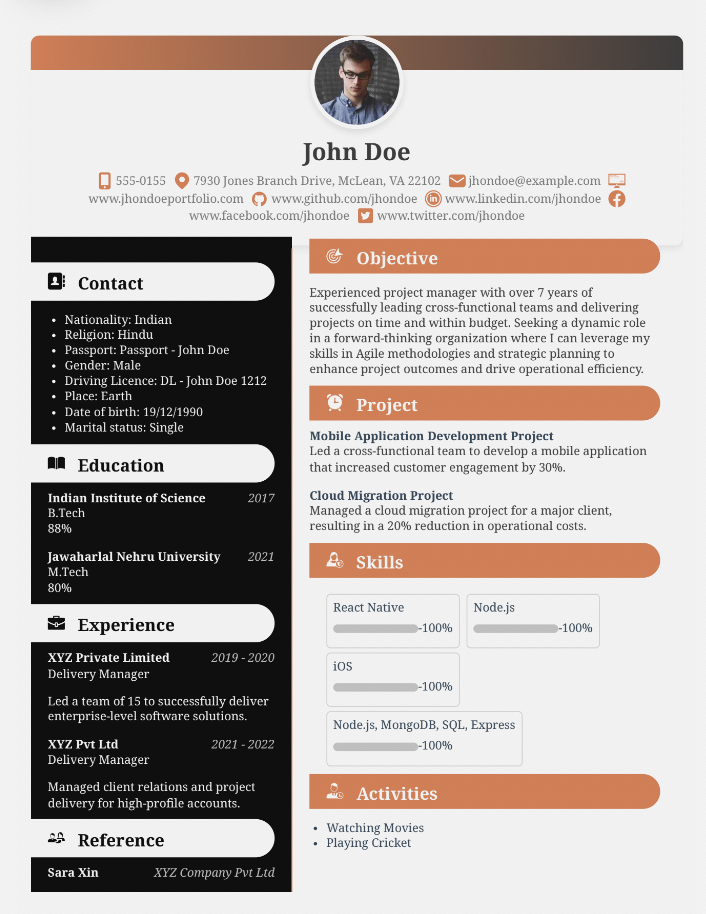 John Doe
555-0155 7930 Jones Branch Drive, McLean, VA 22102 jhondoe@example.com
www.jhondoeportfolio.com www.github.com/jhondoe www.linkedin.com/jhondoe
www.facebook.com/jhondoe www.twitter.com/jhondoe
Contact
• Nationality: Indian
• Religion: Hindu
• Passport: Passport - John Doe
• Gender: Male
• Driving Licence: DL - John Doe 1212
• Place: Earth
• Date of birth: 19/12/1990
• Marital status: Single
Education
Indian Institute of Science 2017
B.Tech
88%
Jawaharlal Nehru University 2021
M.Tech
80%
Experience
XYZ Private Limited 2019 - 2020
Delivery Manager
Led a team of 15 to successfully deliver
enterprise-level software solutions.
XYZ Pvt Ltd 2021 - 2022
Delivery Manager
Managed client relations and project
delivery for high-profile accounts.
Reference
Sara Xin XYZ Company Pvt Ltd
Objective
Experienced project manager with over 7 years of
successfully leading cross-functional teams and delivering
projects on time and within budget. Seeking a dynamic role
in a forward-thinking organization where I can leverage my
skills in Agile methodologies and strategic planning to
enhance project outcomes and drive operational efficiency.
Project
Mobile Application Development Project
Led a cross-functional team to develop a mobile application
that increased customer engagement by 30%.
Cloud Migration Project
Managed a cloud migration project for a major client,
resulting in a 20% reduction in operational costs.
Skills
React Native Node.js
-100% -100%
iOS
-100%
Node.js, MongoDB, SQL, Express
-100%
Activities
• Watching Movies
• Playing Cricket